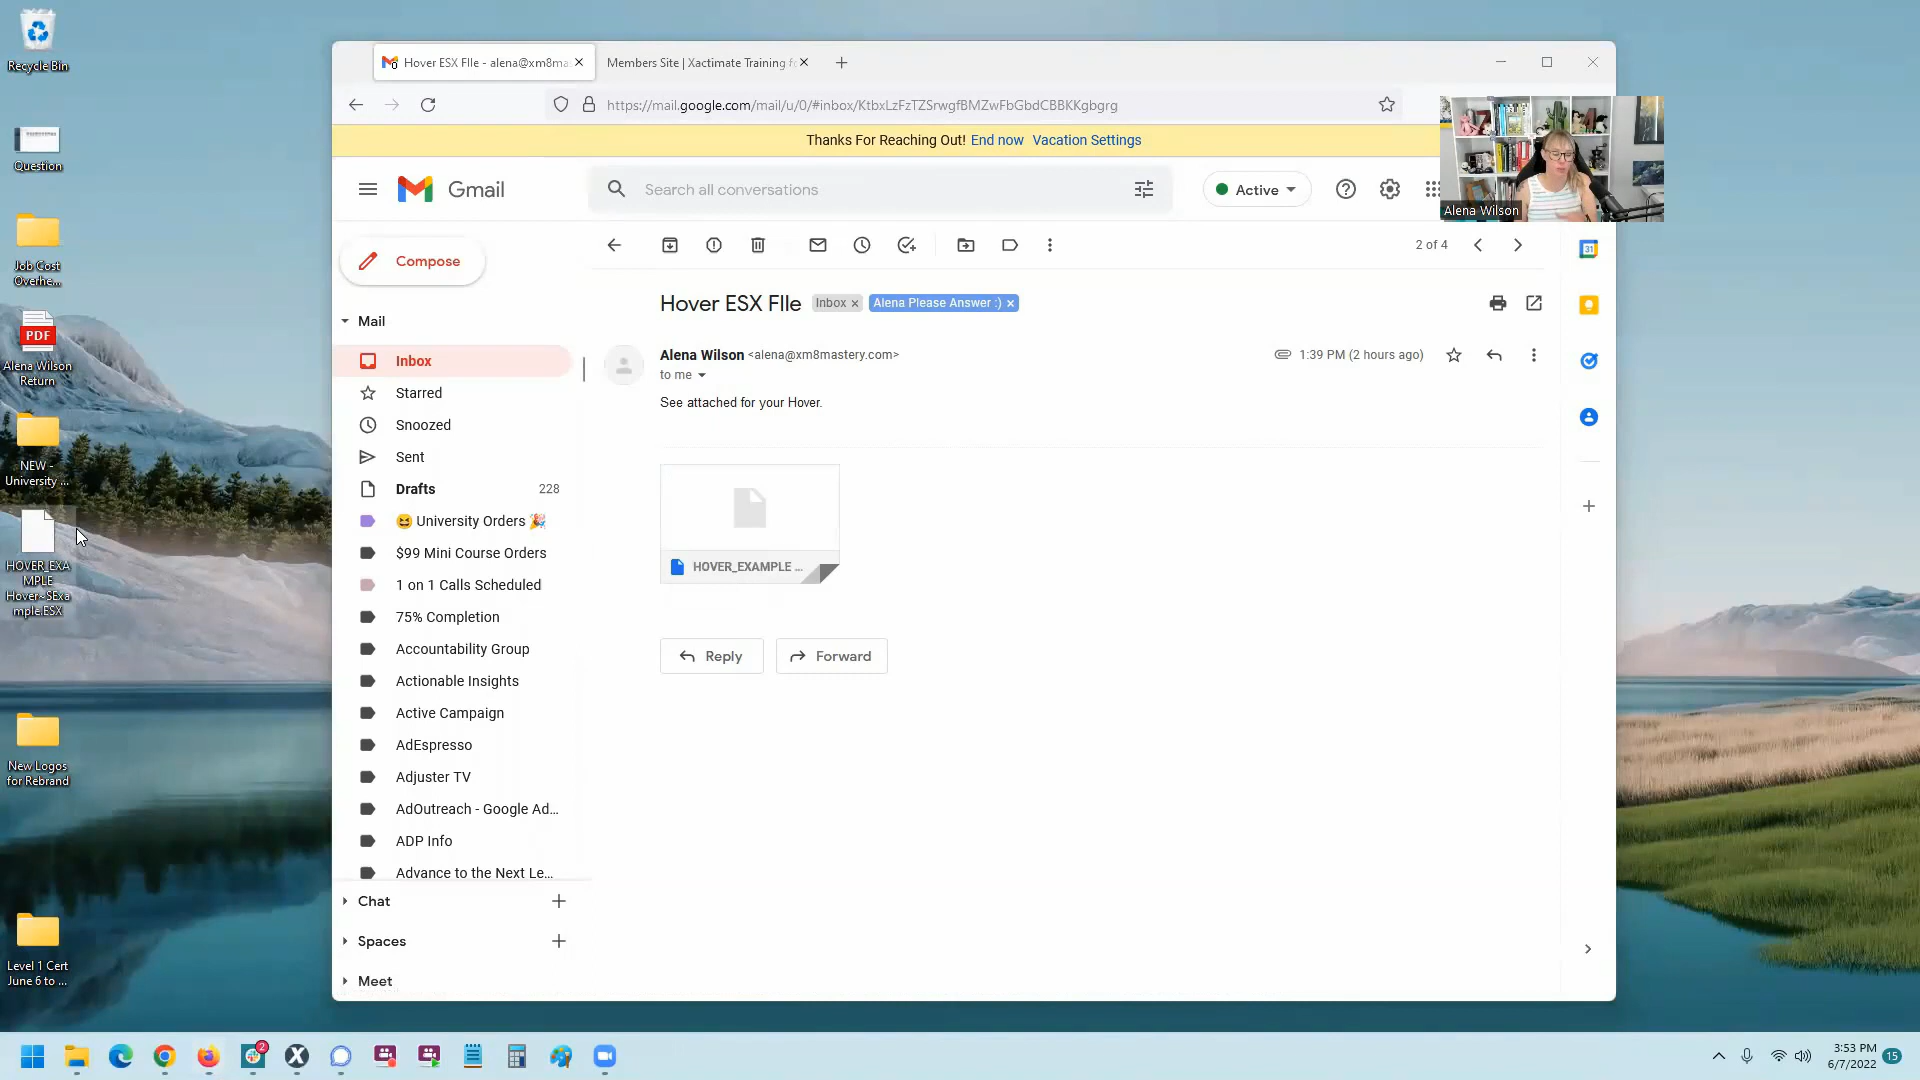 Recycle Bin
Question
Job Cost
Overhe...
PDF
Alena Wilson
Return
NEW -
University ...
HOVER_EXA
MPLE
Hover~SExa
mple.ESX
New Logos
for Rebrand
Level 1 Cert
June 6 to ...
Hover ESX FIle - alena@xm8ma
Members Site | Xactimate Training fo
https://mail.google.com/mail/u/0/#inbox/KtbxLzFzTZSrwgfBMZwFbGbdCBBKKgbgrg
Thanks For Reaching Out! End now Vacation Settings
Gmail
Search all conversations
Active
Alena Wilson
Compose
2 of 4
Mail
Inbox
Starred
Snoozed
Sent
Drafts 228
😆 University Orders 🎉
$99 Mini Course Orders
1 on 1 Calls Scheduled
75% Completion
Accountability Group
Actionable Insights
Active Campaign
AdEspresso
Adjuster TV
AdOutreach - Google Ad...
ADP Info
Advance to the Next Le...
Chat
Spaces
Meet
Hover ESX FIle
Inbox x
Alena Please Answer :) x
Alena Wilson <alena@xm8mastery.com>
1:39 PM (2 hours ago)
to me
See attached for your Hover.
HOVER_EXAMPLE ...
Reply
Forward
31
2
3:53 PM
6/7/2022
15